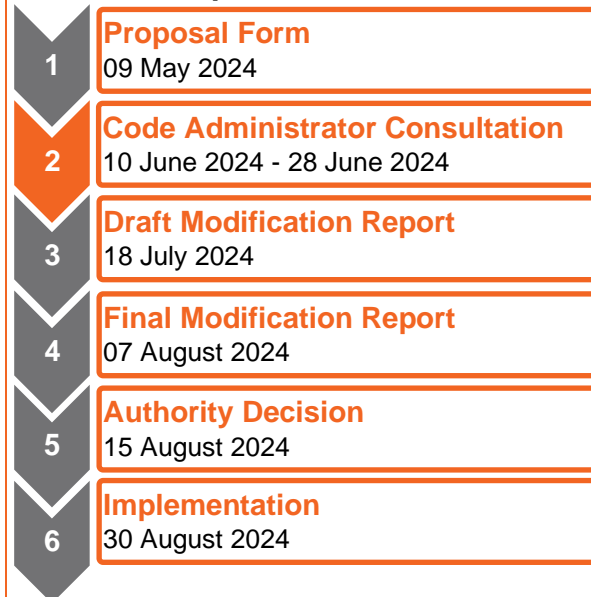 1
Proposal Form
09 May 2024
2
Code Administrator Consultation
10 June 2024 - 28 June 2024
3
Draft Modification Report
18 July 2024
4
Final Modification Report
07 August 2024
5
Authority Decision
15 August 2024
6
Implementation
30 August 2024